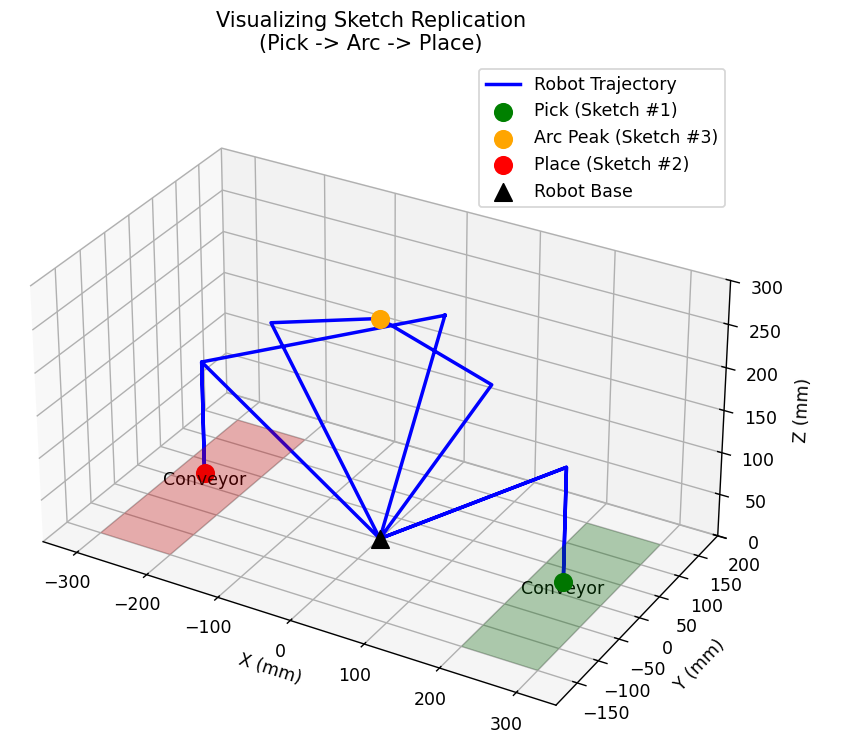 Visualizing Sketch Replication
(Pick -> Arc -> Place)
Robot Trajectory
Pick (Sketch #1)
Arc Peak (Sketch #3)
Place (Sketch #2)
Robot Base
Conveyor
Conveyor
−300
−200
−100
0
100
200
300
X (mm)
−150
−100
−50
0
50
100
150
200
Y (mm)
0
50
100
150
200
250
300
Z (mm)